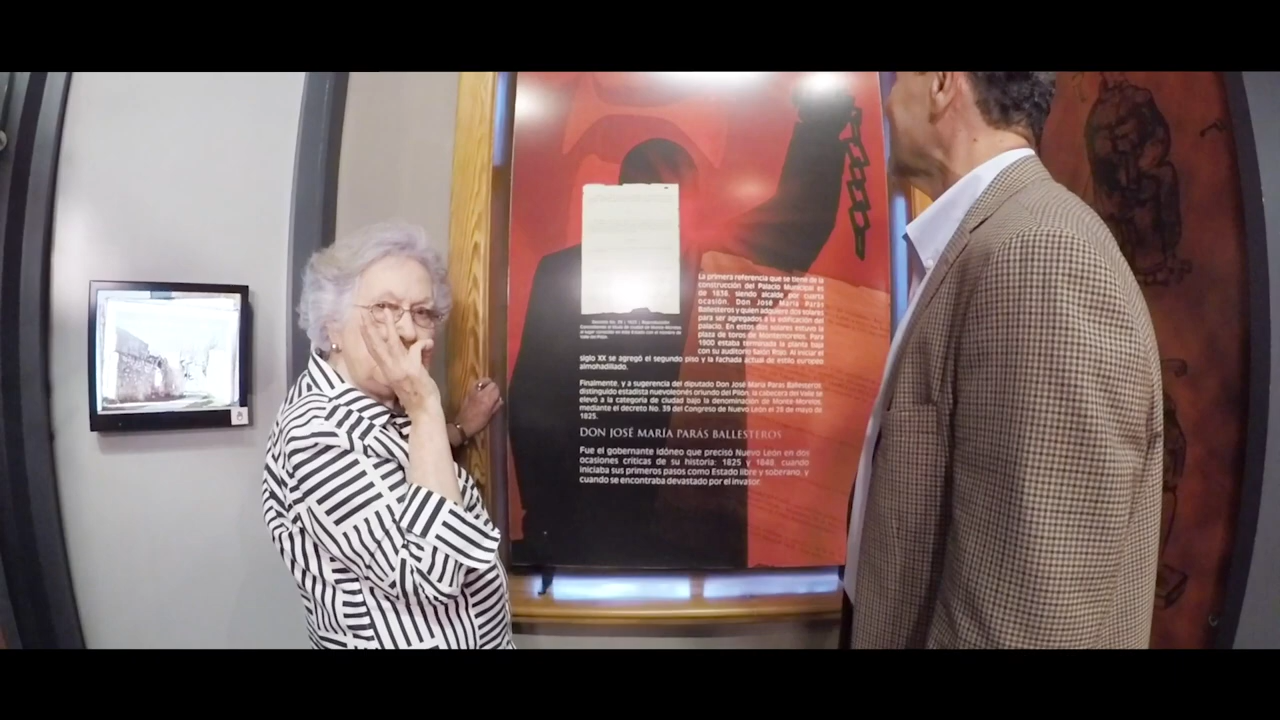 La primera referencia que se tiene de la
construcción del Palacio Municipal es
de 1836, siendo alcalde por cuarta
ocasión, Don José María Parás
Ballesteros y quien adquiere dos solares
para ser agregados a la edificación del
palacio. En estos dos solares estuvo la
plaza de toros de Montemorelos. Para
1900 estaba terminada la planta baja
con su auditorio Salón Rojo. Al iniciar el
siglo XX se agregó el segundo piso y la fachada actual de estilo europeo
almohadillado.
Finalmente, y a sugerencia del diputado Don José María Parás Ballesteros,
distinguido estadista nuevoleonés oriundo del Pilón, la cabecera del Valle se
elevó a la categoría de ciudad bajo la denominación de Monte-Morelos,
mediante el decreto No. 39 del Congreso de Nuevo León el 28 de mayo de
1825.
DON JOSÉ MARÍA PARÁS BALLESTEROS
Fue el gobernante idóneo que precisó Nuevo León en dos
ocasiones críticas de su historia: 1825 y 1848, cuando
iniciaba sus primeros pasos como Estado libre y soberano, y
cuando se encontraba devastado por el invasor.